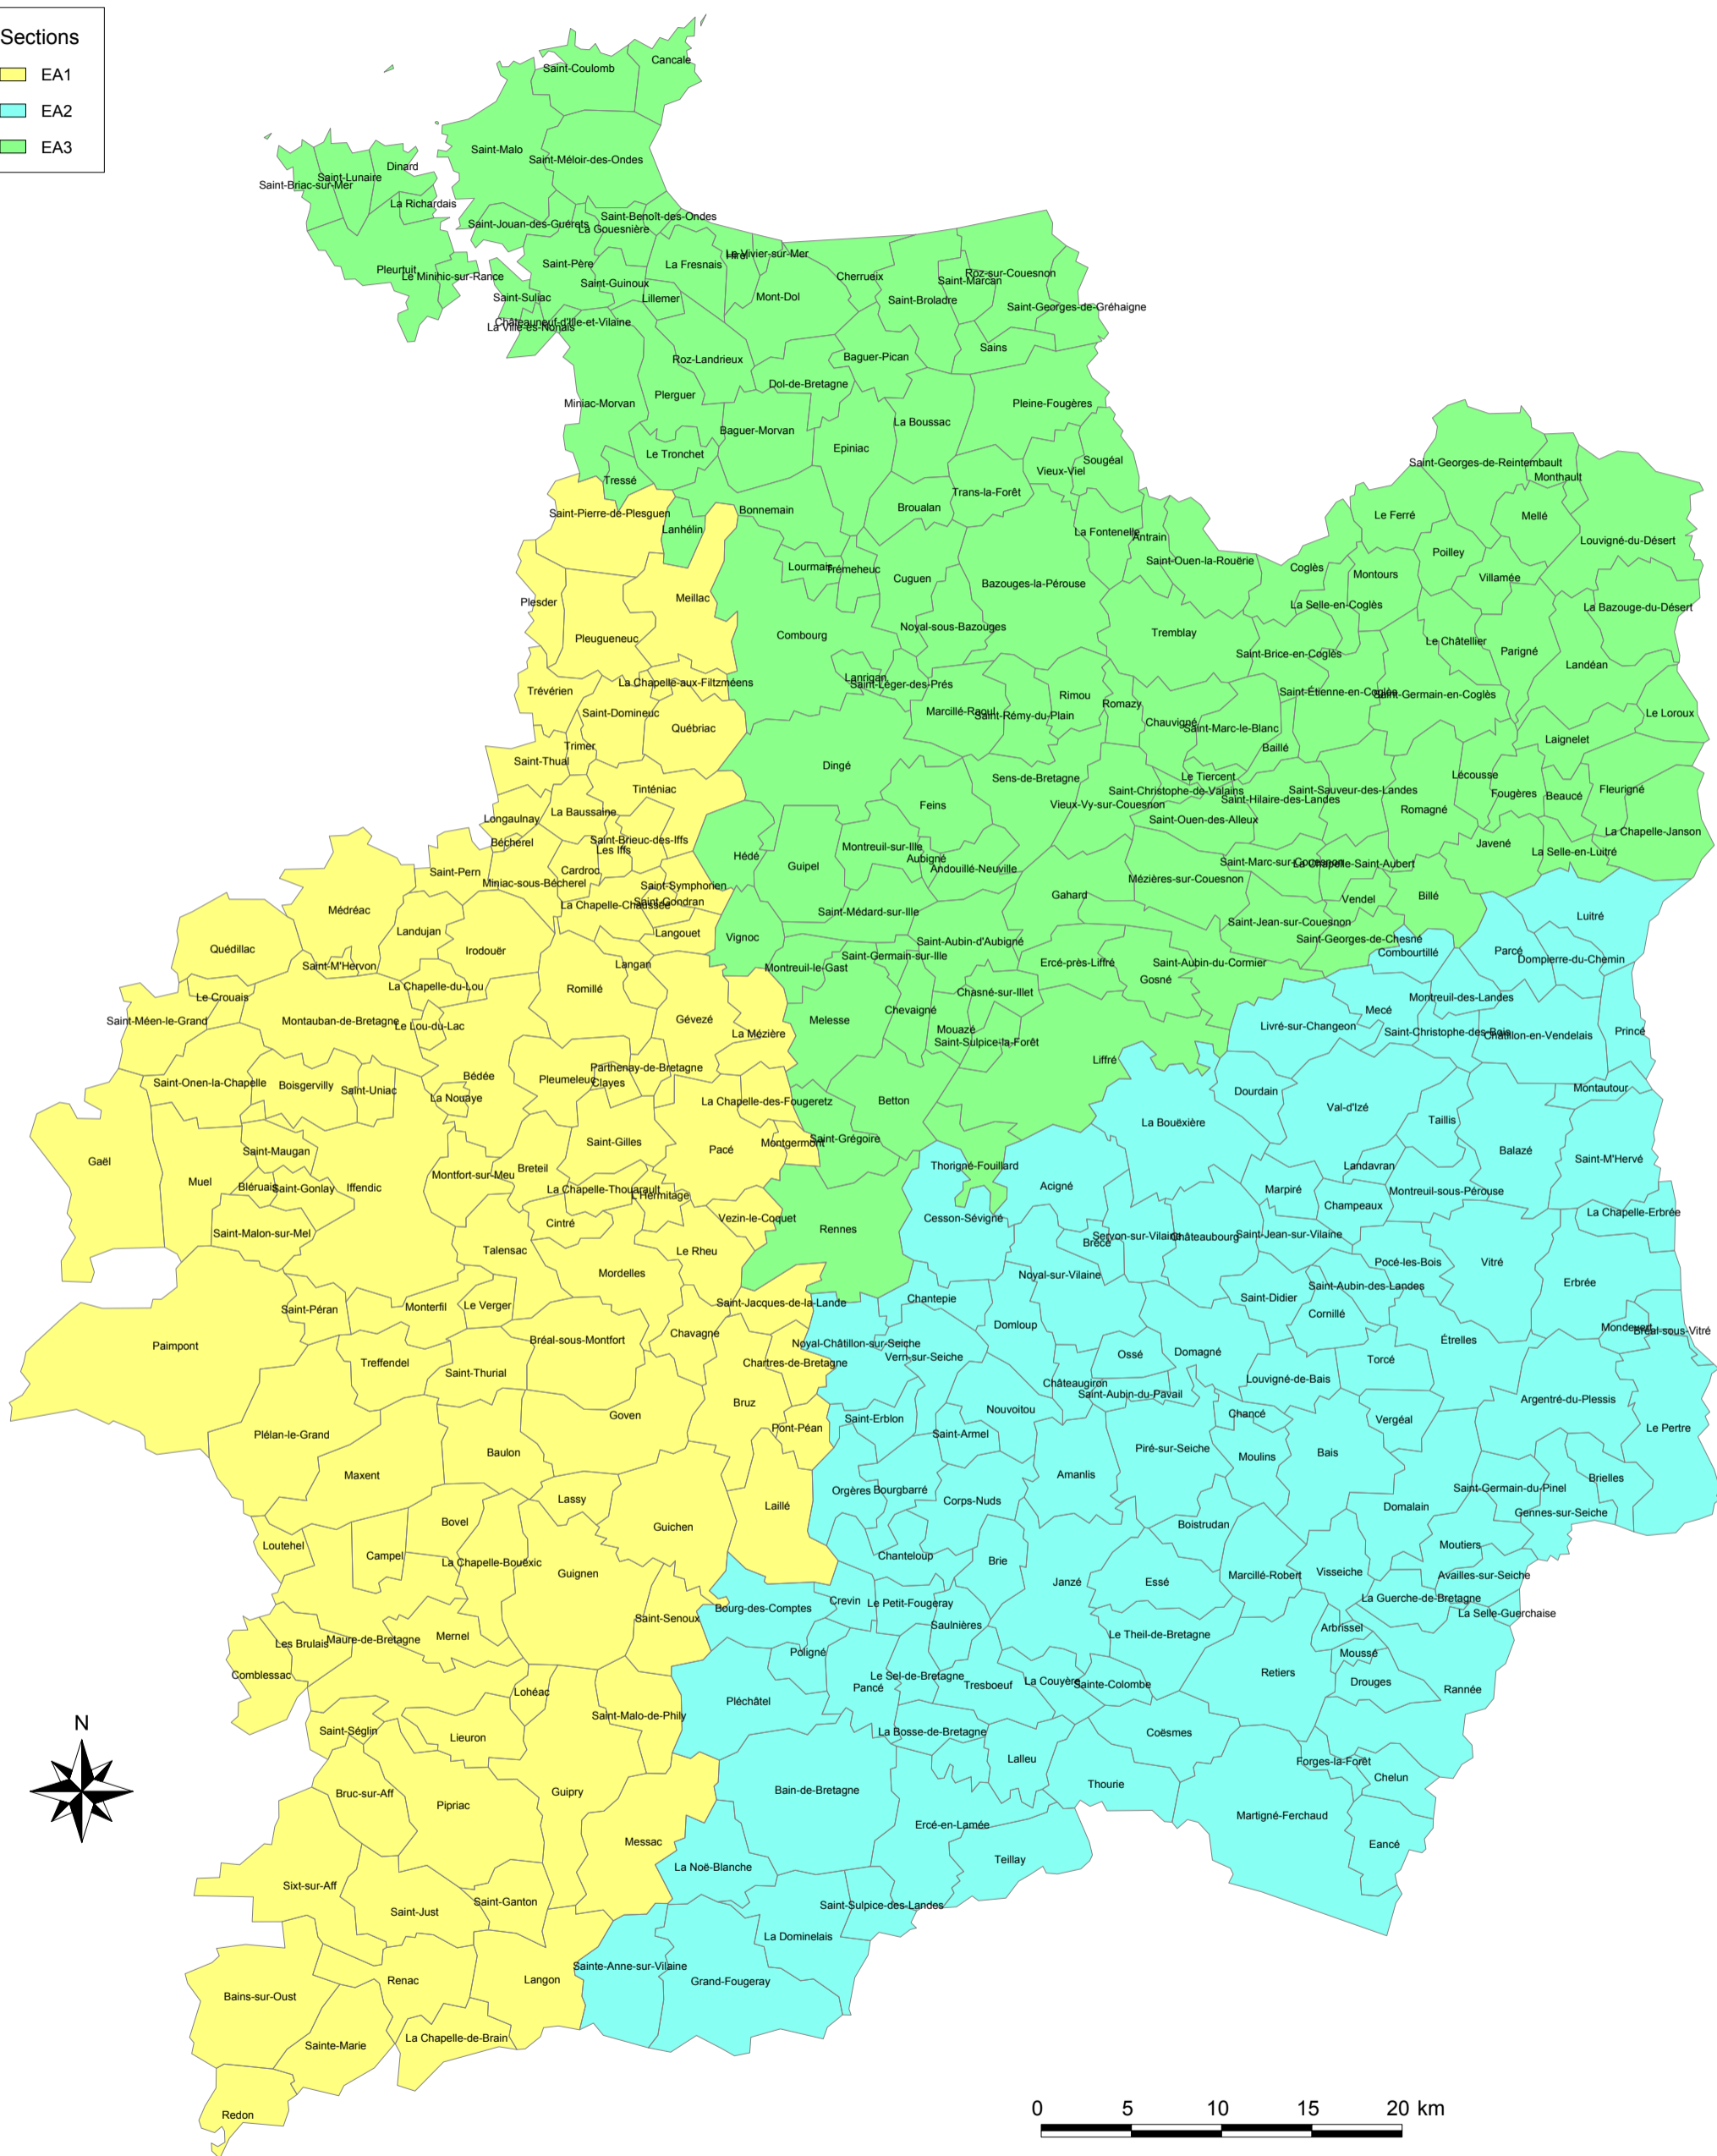 Sections
EA1
EA2
EA3
Cancale
Saint-Coulomb
Saint-Malo
Saint-Méloir-des-Ondes
Dinard
Saint-Lunaire
Saint-Briac-sur-Mer
La Richardais
Saint-Benoît-des-Ondes
Saint-Jouan-des-Guérets
La Gouesnière
Le Vivier-sur-Mer
Hirel
Saint-Père
La Fresnais
Pleurtuit
Le Minihic-sur-Rance
Cherrueix
Roz-sur-Couesnon
Saint-Marcan
Saint-Guinoux
Saint-Suliac
Lillemer
Mont-Dol
Saint-Broladre
Saint-Georges-de-Gréhaigne
Châteauneuf-d'Ille-et-Vilaine
La Ville-ès-Nonais
Sains
Roz-Landrieux
Baguer-Pican
Dol-de-Bretagne
Plerguer
Miniac-Morvan
Pleine-Fougères
La Boussac
Baguer-Morvan
Epiniac
Le Tronchet
Sougéal
Vieux-Viel
Saint-Georges-de-Reintembault
Monthault
Tressé
Trans-la-Forêt
Saint-Pierre-de-Plesguen
Bonnemain
Broualan
Le Ferré
Mellé
Lanhélin
La Fontenelle
Antrain
Louvigné-du-Désert
Poilley
Saint-Ouen-la-Rouërie
Lourmais
Trémeheuc
Cuguen
Bazouges-la-Pérouse
Coglès
Montours
Villamée
Plesder
Meillac
La Selle-en-Coglès
La Bazouge-du-Désert
Pleugueneuc
Combourg
Noyal-sous-Bazouges
Tremblay
Le Châtellier
Parigné
Saint-Brice-en-Coglès
Landéan
La Chapelle-aux-Filtzméens
Lanrigan
Saint-Léger-des-Prés
Trévérien
Rimou
Saint-Étienne-en-Coglès
Saint-Germain-en-Coglès
Romazy
Saint-Domineuc
Marcillé-Raoul
Saint-Rémy-du-Plain
Le Loroux
Chauvigné
Saint-Marc-le-Blanc
Québriac
Trimer
Baillé
Laignelet
Saint-Thual
Dingé
Sens-de-Bretagne
Le Tiercent
Lécousse
Tinténiac
Saint-Christophe-de-Valains
Saint-Sauveur-des-Landes
Fleurigné
Fougères
Beaucé
Saint-Hilaire-des-Landes
Feins
Vieux-Vy-sur-Couesnon
Romagné
La Baussaine
Longaulnay
Saint-Ouen-des-Alleux
La Chapelle-Janson
Saint-Brieuc-des-Iffs
Bécherel
Les Iffs
Montreuil-sur-Ille
Javené
La Selle-en-Luitré
Hédé
Aubigné
Saint-Pern
Cardroc
Guipel
Andouillé-Neuville
Saint-Marc-sur-Couesnon
La Chapelle-Saint-Aubert
Miniac-sous-Bécherel
Saint-Symphorien
Mézières-sur-Couesnon
Gahard
Billé
Vendel
La Chapelle-Chaussée
Saint-Gondran
Médréac
Saint-Médard-sur-Ille
Luitré
Saint-Jean-sur-Couesnon
Landujan
Langouet
Vignoc
Saint-Aubin-d'Aubigné
Saint-Georges-de-Chesné
Quédillac
Irodouër
Saint-Germain-sur-Ille
Combourtillé
Parcé
Dompierre-du-Chemin
Saint-M'Hervon
Langan
Montreuil-le-Gast
Ercé-près-Liffré
Saint-Aubin-du-Cormier
Gosné
La Chapelle-du-Lou
Romillé
Chasné-sur-Illet
Le Crouais
Montreuil-des-Landes
Mecé
Chevaigné
Saint-Méen-le-Grand
Montauban-de-Bretagne
Le Lou-du-Lac
Gévezé
Melesse
Mouazé
Livré-sur-Changeon
Saint-Christophe-des-Bois
Châtillon-en-Vendelais
Princé
La Mézière
Saint-Sulpice-la-Forêt
Liffré
Parthenay-de-Bretagne
Saint-Onen-la-Chapelle
Boisgervilly
Saint-Uniac
Bédée
Pleumeleuc
Clayes
Montautour
La Nouaye
La Chapelle-des-Fougeretz
Betton
Dourdain
Val-d'Izé
Taillis
La Bouëxière
Saint-Maugan
Saint-Gilles
Pacé
Montgermont
Saint-Grégoire
Balazé
Saint-M'Hervé
Gaël
Thorigné-Fouillard
Landavran
Montfort-sur-Meu
Breteil
Muel
Bléruais
Saint-Gonlay
Iffendic
La Chapelle-Thouarault
L'Hermitage
Acigné
Marpiré
Montreuil-sous-Pérouse
Champeaux
La Chapelle-Erbrée
Cintré
Vezin-le-Coquet
Cesson-Sévigné
Saint-Malon-sur-Mel
Rennes
Brécé
Servon-sur-Vilaine
Châteaubourg
Saint-Jean-sur-Vilaine
Talensac
Le Rheu
Pocé-les-Bois
Vitré
Mordelles
Noyal-sur-Vilaine
Erbrée
Saint-Aubin-des-Landes
Saint-Didier
Chantepie
Saint-Péran
Monterfil
Le Verger
Saint-Jacques-de-la-Lande
Cornillé
Domloup
Mondevert
Bréal-sous-Vitré
Paimpont
Bréal-sous-Montfort
Chavagne
Noyal-Châtillon-sur-Seiche
Étrelles
Vern-sur-Seiche
Ossé
Domagné
Treffendel
Chartres-de-Bretagne
Torcé
Saint-Thurial
Châteaugiron
Louvigné-de-Bais
Saint-Aubin-du-Pavail
Bruz
Argentré-du-Plessis
Nouvoitou
Goven
Chancé
Saint-Erblon
Vergéal
Pont-Péan
Le Pertre
Plélan-le-Grand
Saint-Armel
Piré-sur-Seiche
Baulon
Moulins
Bais
Maxent
Amanlis
Brielles
Orgères
Bourgbarré
Saint-Germain-du-Pinel
Lassy
Corps-Nuds
Laillé
Domalain
Gennes-sur-Seiche
Bovel
Guichen
Boistrudan
Loutehel
Moutiers
Campel
Chanteloup
La Chapelle-Bouëxic
Brie
Guignen
Visseiche
Marcillé-Robert
Availles-sur-Seiche
Janzé
Essé
La Guerche-de-Bretagne
Crevin
Le Petit-Fougeray
Bourg-des-Comptes
La Selle-Guerchaise
Saint-Senoux
Saulnières
Arbrissel
Le Theil-de-Bretagne
Mernel
Maure-de-Bretagne
Les Brulais
Poligné
Moussé
Comblessac
Le Sel-de-Bretagne
Retiers
La Couyère
Drouges
Sainte-Colombe
Tresboeuf
Pancé
Rannée
Lohéac
Pléchâtel
Saint-Malo-de-Phily
Saint-Séglin
La Bosse-de-Bretagne
Coësmes
Lieuron
Lalleu
Forges-la-Forêt
N
Chelun
Thourie
Bain-de-Bretagne
Guipry
Bruc-sur-Aff
Pipriac
Martigné-Ferchaud
Ercé-en-Lamée
Messac
Eancé
Teillay
La Noë-Blanche
Sixt-sur-Aff
Saint-Ganton
Saint-Sulpice-des-Landes
Saint-Just
La Dominelais
Sainte-Anne-sur-Vilaine
Renac
Langon
Grand-Fougeray
Bains-sur-Oust
La Chapelle-de-Brain
Sainte-Marie
Redon
0 5 10 15 20 km